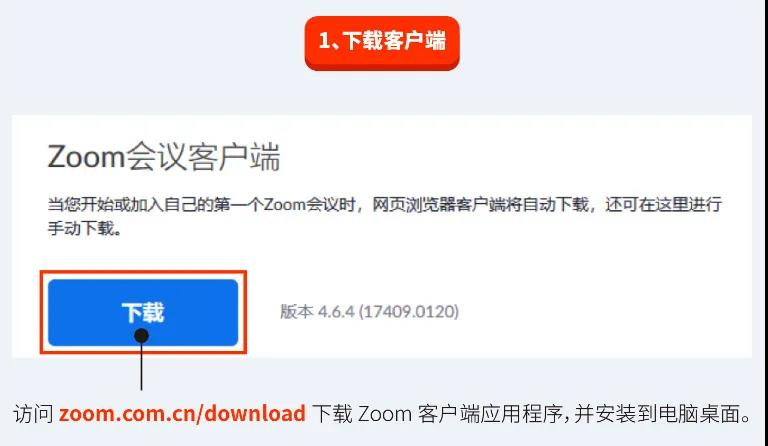 1、下载客户端
Zoom会议客户端
当您开始或加入自己的第一个Zoom会议时，网页浏览器客户端将自动下载，还可在这里进行
手动下载。
下载
版本 4.6.4 (17409.0120)
访问 zoom.com.cn/download 下载 Zoom 客户端应用程序，并安装到电脑桌面。